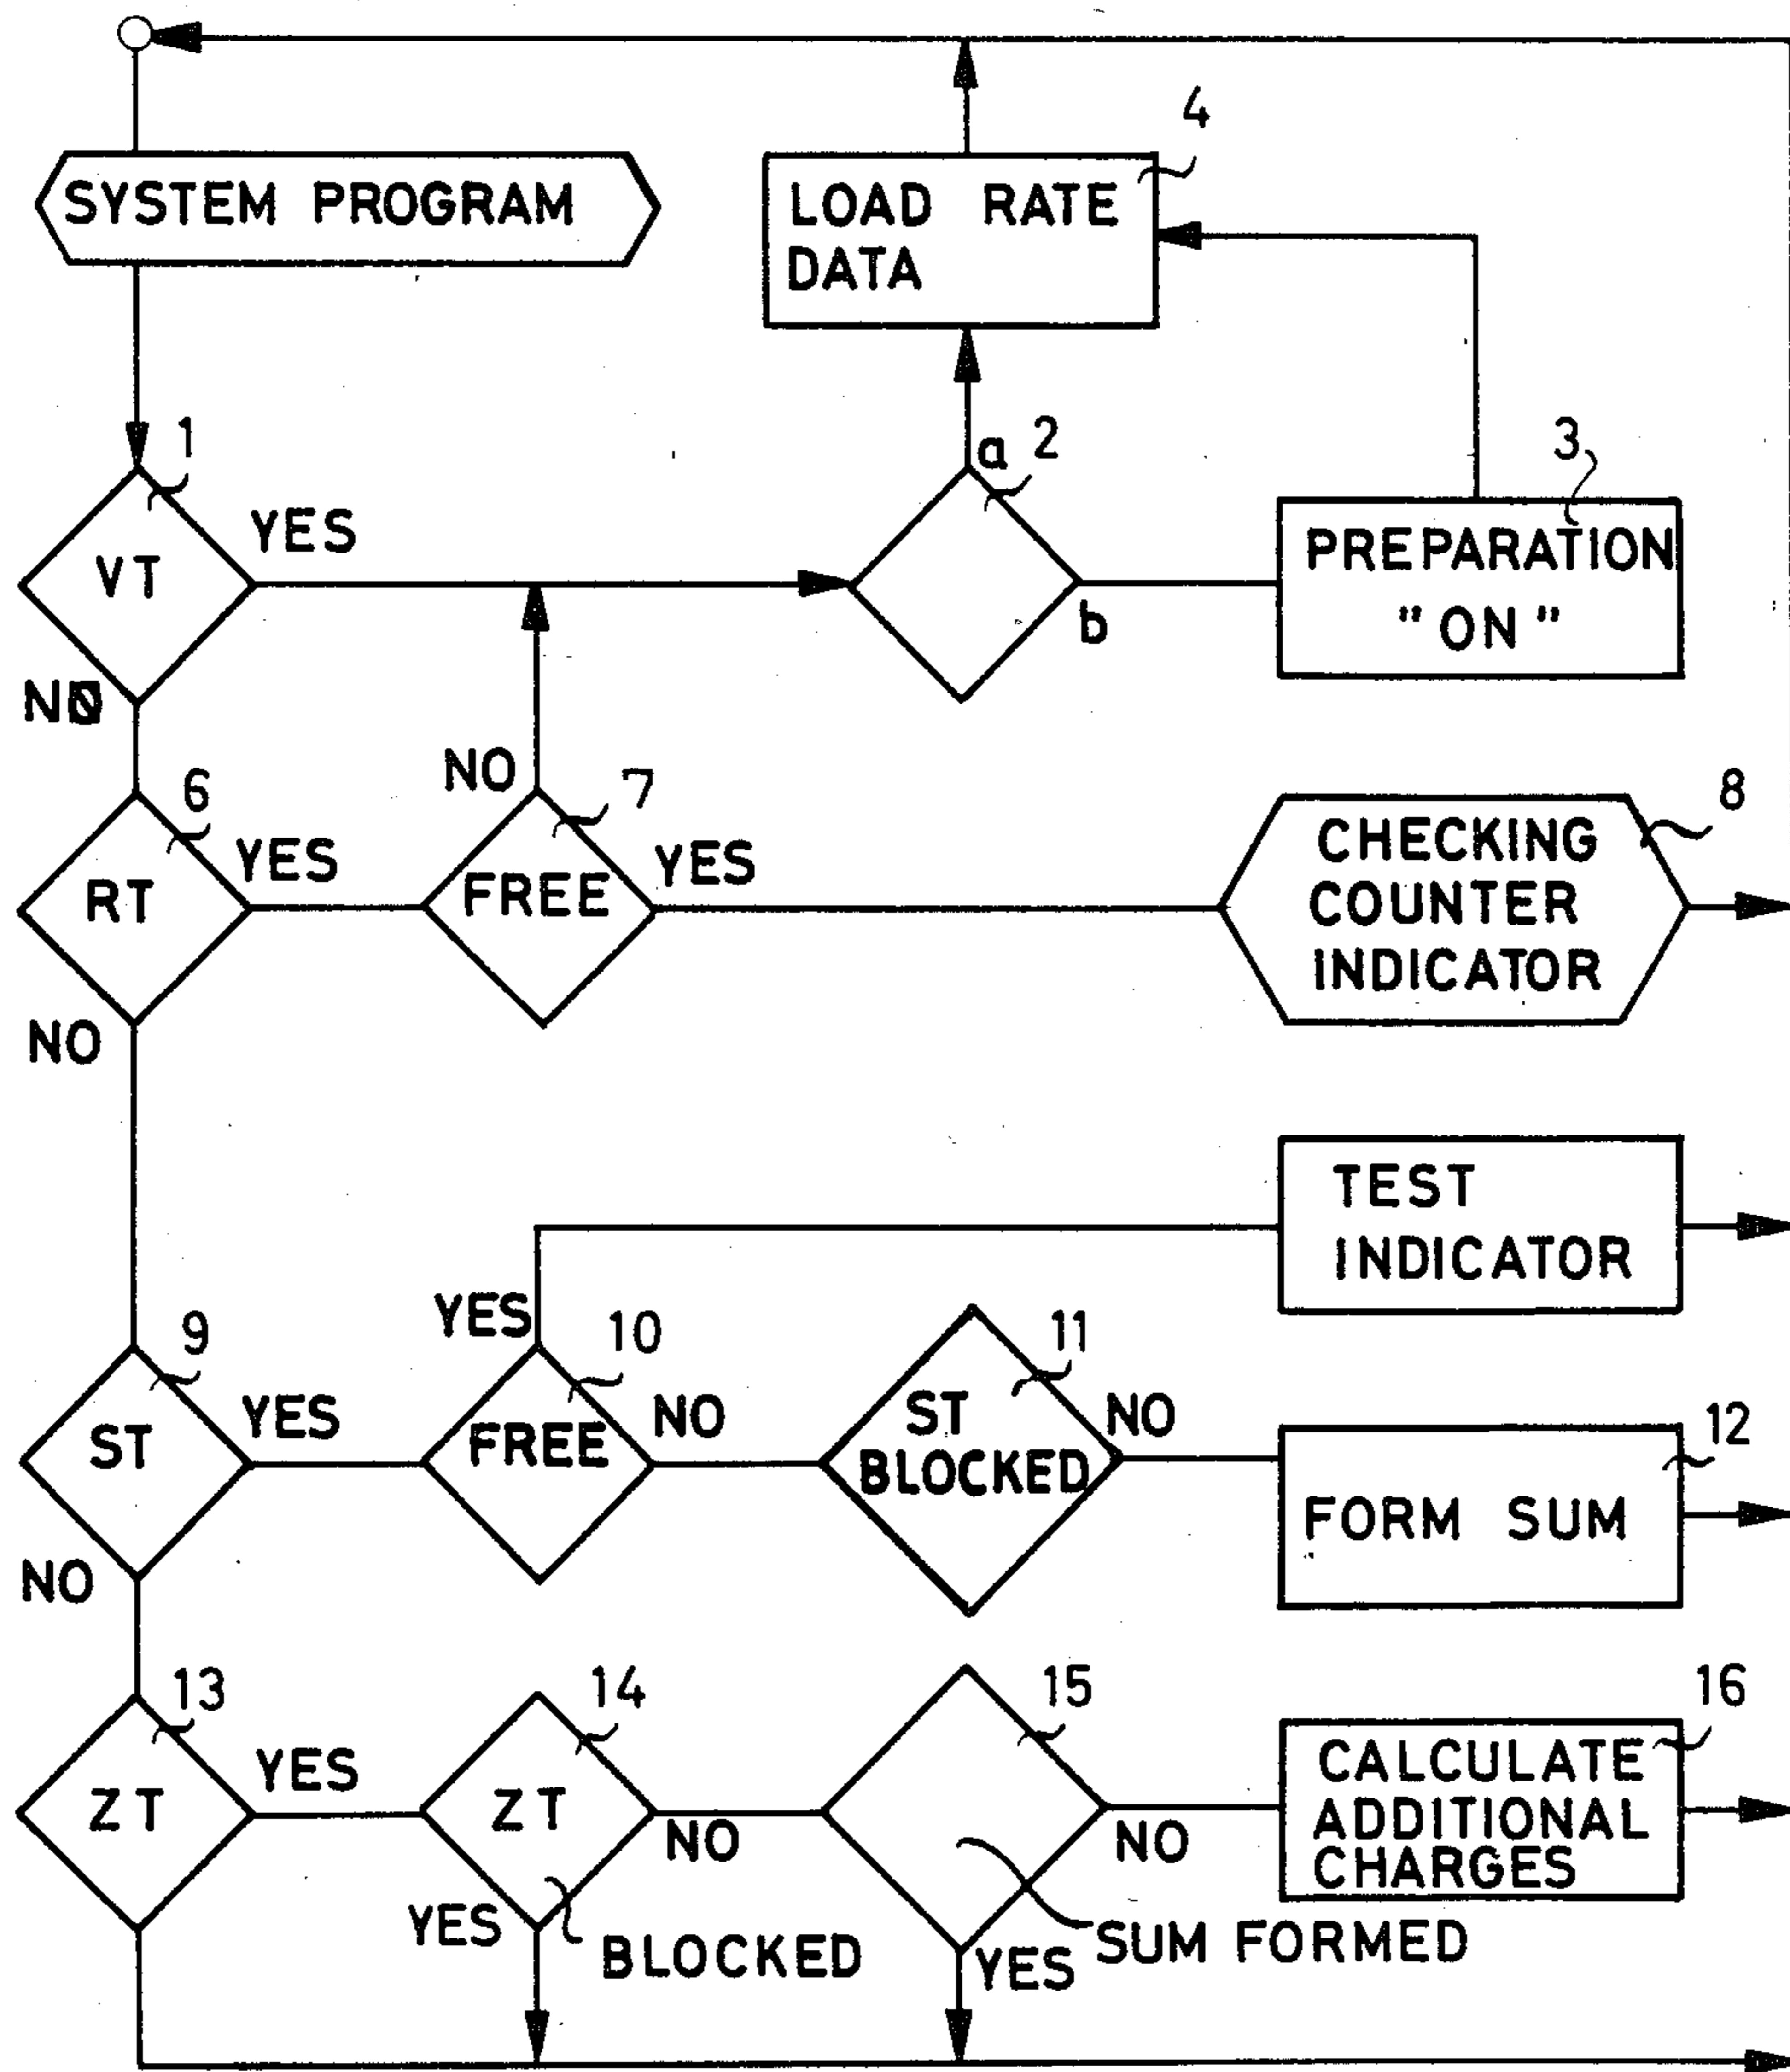 4
SYSTEM PROGRAM
LOAD RATE
DATA
1
a
2
3
YES
VT
PREPARATION
"ON"
b
NO
NO
6
7
8
YES
YES
RT
FREE
CHECKING
COUNTER
INDICATOR
NO
TEST
INDICATOR
YES
9
10
11
YES
NO
NO
12
ST
FREE
ST
BLOCKED
FORM SUM
NO
13
14
15
16
YES
ZT
ZT
NO
NO
CALCULATE
ADDITIONAL
CHARGES
YES
BLOCKED
YES
SUM FORMED